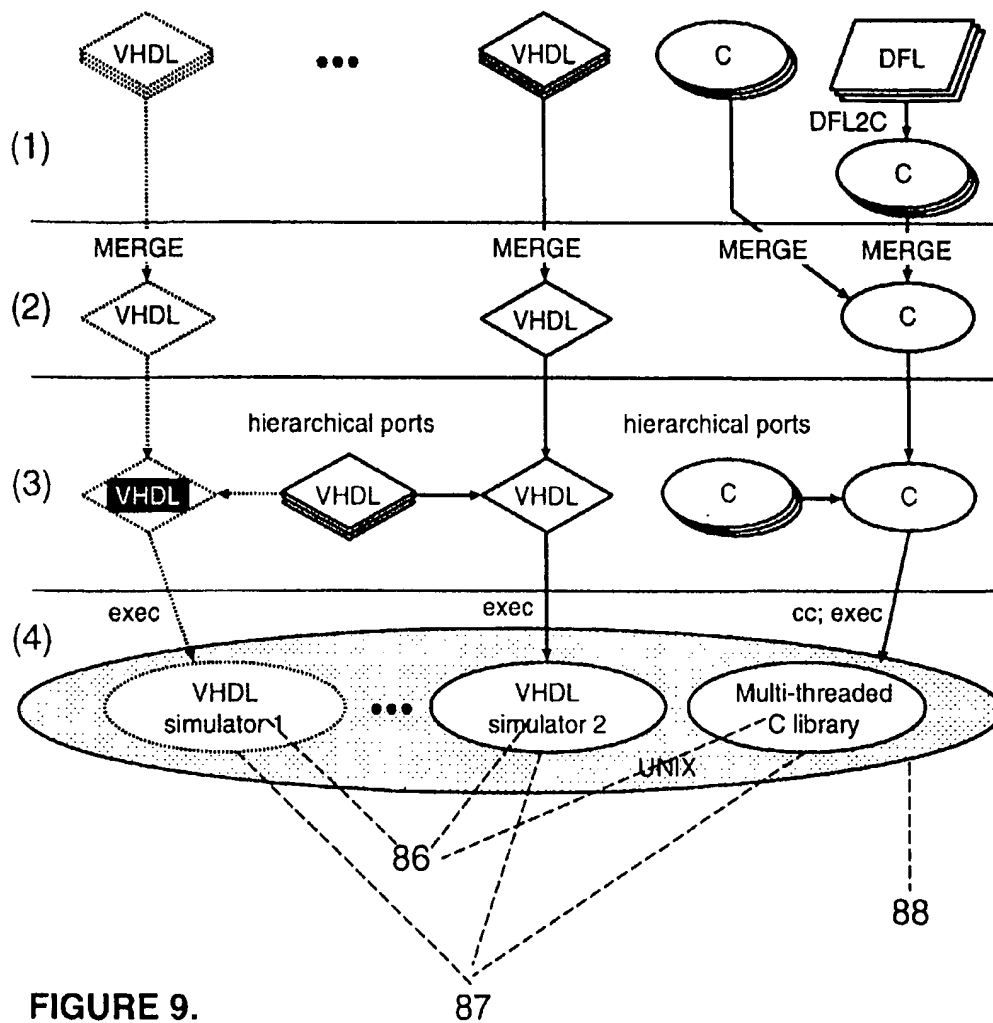 VHDL
VHDL
C
DFL
DFL2C
(1)
C
MERGE
MERGE
MERGE
MERGE
(2)
VHDL
VHDL
C
hierarchical ports
hierarchical ports
(3)
VHDL
VHDL
VHDL
C
C
exec
exec
cc; exec
(4)
VHDL
simulator 1
VHDL
simulator 2
Multi-threaded
C library
UNIX
86
88
FIGURE 9.
87